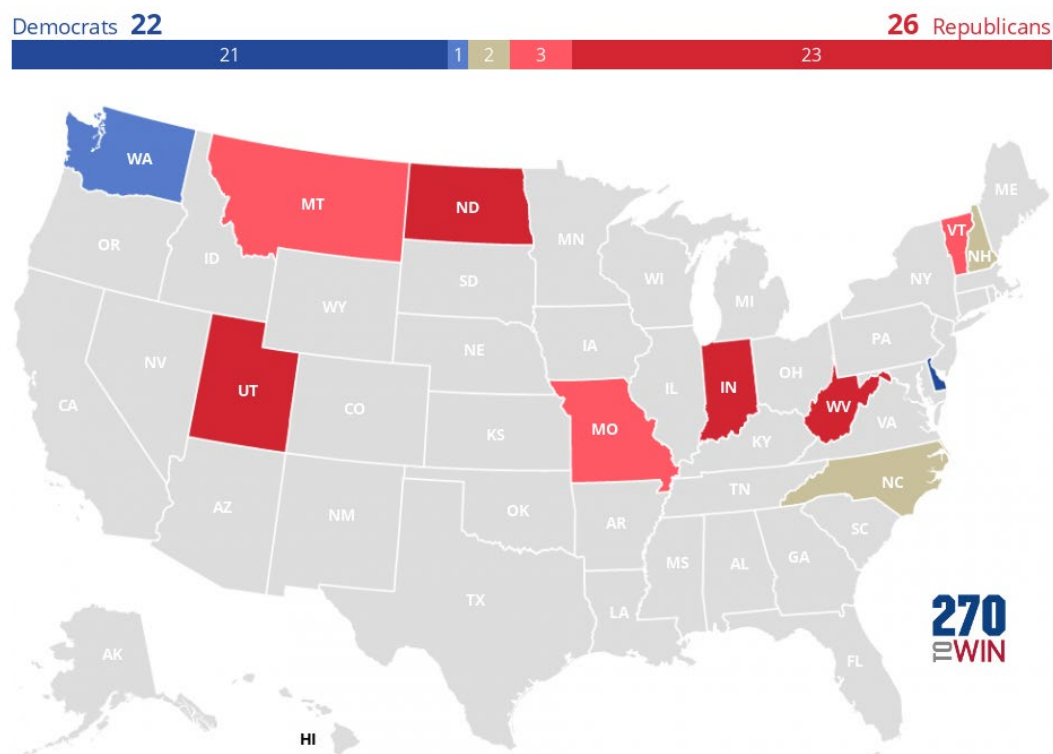 Democrats 22
26 Republicans
21
1
2
3
23
WA
MT
ND
MN
ME
VT
NH
OR
ID
SD
WI
NY
MI
WY
IA
PA
NE
NV
OH
UT
IL
IN
CO
WV
CA
MO
VA
KS
KY
NC
TN
AZ
OK
NM
AR
SC
MS
AL
GA
TX
LA
270
TO WIN
AK
FL
HI